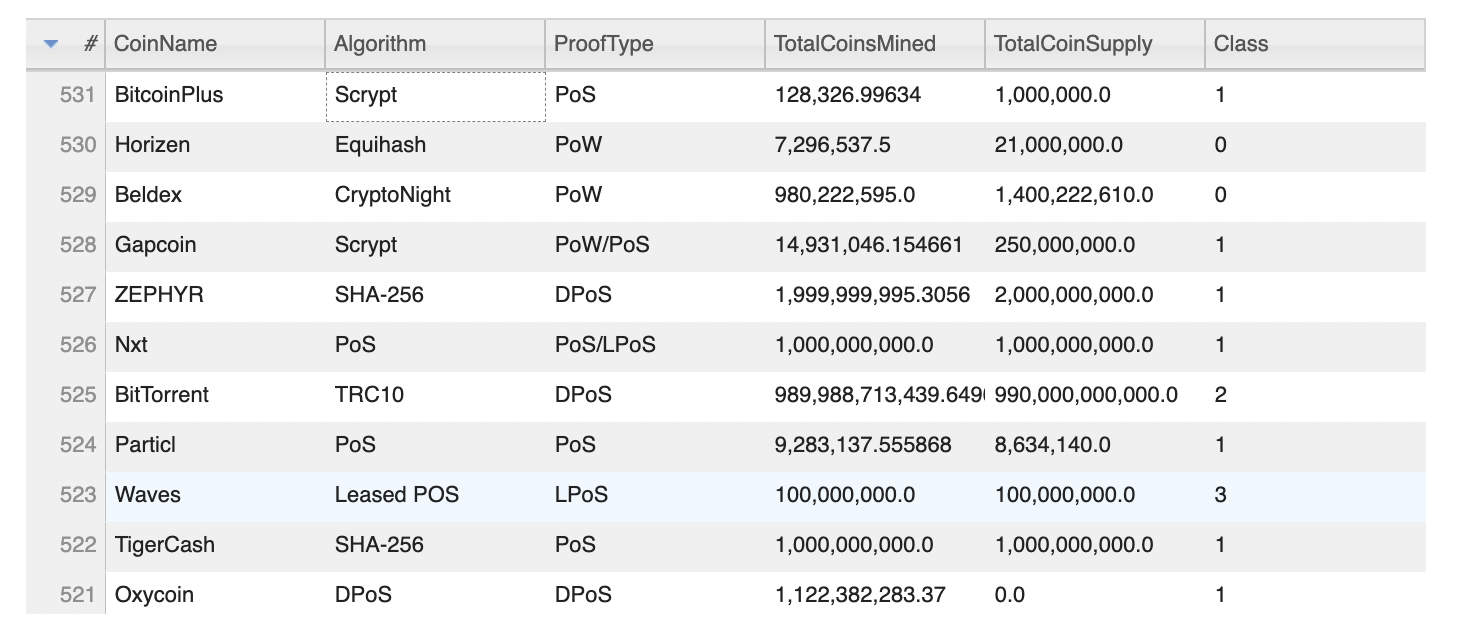 # CoinName Algorithm ProofType TotalCoinsMined TotalCoinSupply Class
531 BitcoinPlus Scrypt PoS 128,326.99634 1,000,000.0 1
530 Horizen Equihash PoW 7,296,537.5 21,000,000.0 0
529 Beldex CryptoNight PoW 980,222,595.0 1,400,222,610.0 0
528 Gapcoin Scrypt PoW/PoS 14,931,046.154661 250,000,000.0 1
527 ZEPHYR SHA-256 DPoS 1,999,999,995.3056 2,000,000,000.0 1
526 Nxt PoS PoS/LPoS 1,000,000,000.0 1,000,000,000.0 1
525 BitTorrent TRC10 DPoS 989,988,713,439.649 990,000,000,000.0 2
524 Particl PoS PoS 9,283,137.555868 8,634,140.0 1
523 Waves Leased POS LPoS 100,000,000.0 100,000,000.0 3
522 TigerCash SHA-256 PoS 1,000,000,000.0 1,000,000,000.0 1
521 Oxycoin DPoS DPoS 1,122,382,283.37 0.0 1